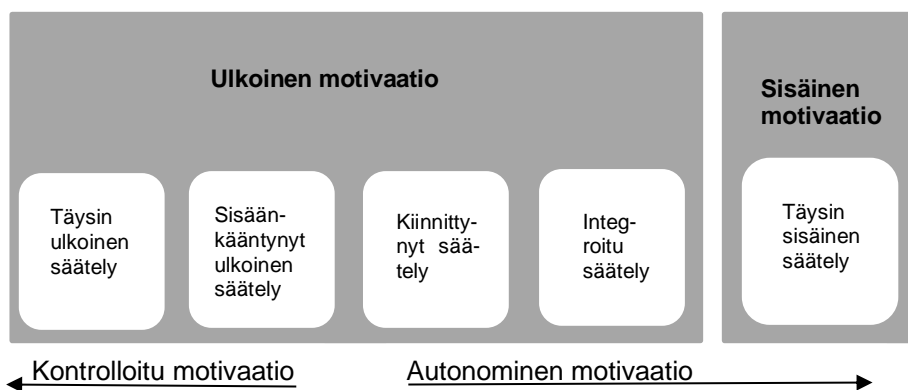 Ulkoinen motivaatio
Sisäinen
motivaatio
Täysin
ulkoinen
säätely
Sisään-
kääntynyt
ulkoinen
säätely
Kiinnitty-
nyt sää-
tely
Integ-
roitu
säätely
Täysin
sisäinen
säätely
Kontrolloitu motivaatio
Autonominen motivaatio